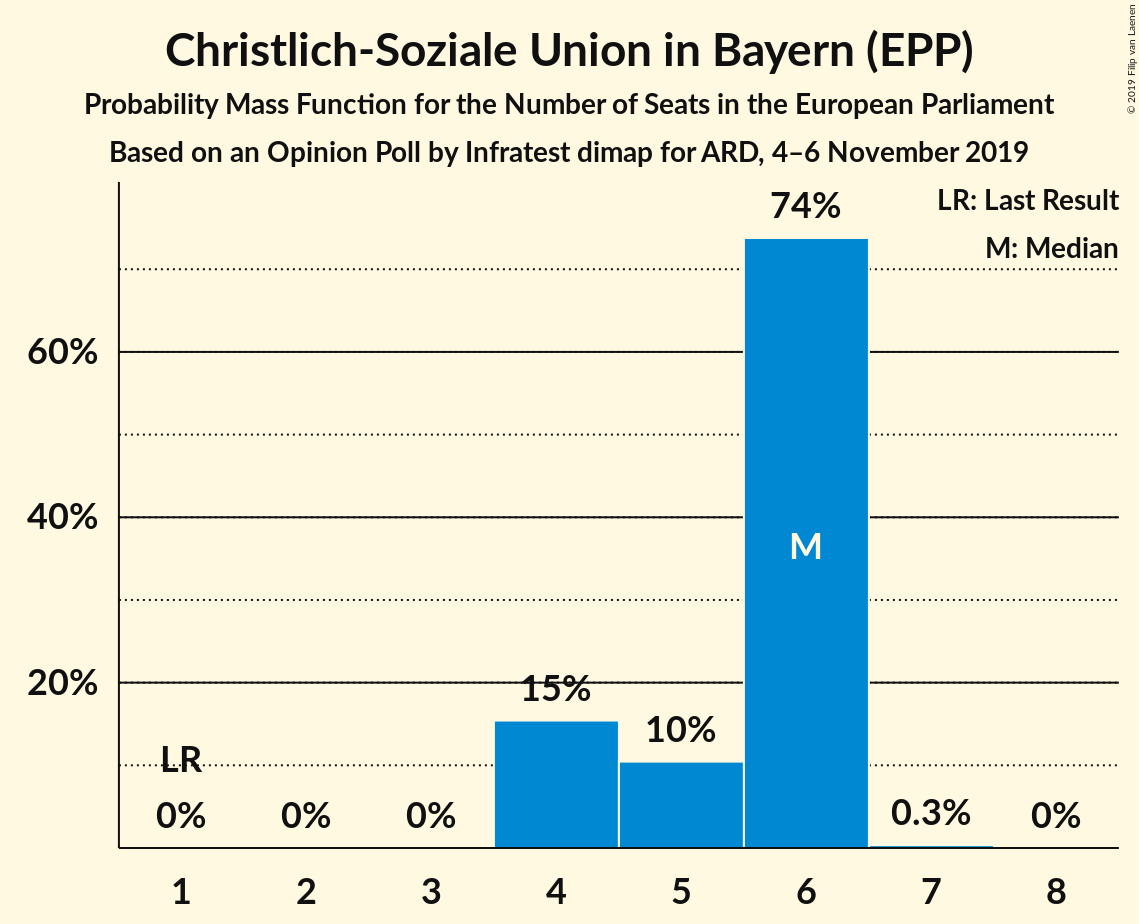 Christlich-Soziale Union in Bayern (EPP)
Probability Mass Function for the Number of Seats in the European Parliament
Based on an Opinion Poll by Infratest dimap for ARD, 4–6 November 2019
© 2019 Filip van Laenen
LR: Last Result
M: Median
74%
60%
40%
M
20%
15%
10%
LR
0%
0%
0%
0.3%
0%
1
2
3
4
5
6
7
8